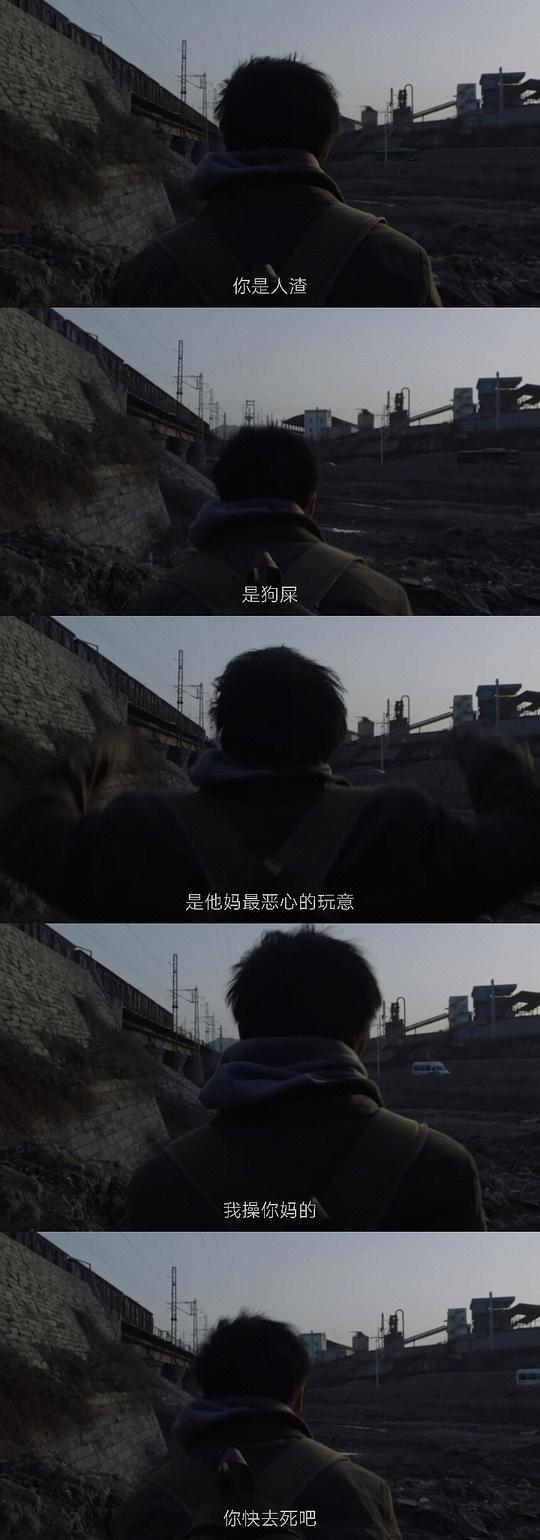 你是人渣
是狗屎
是他妈最恶心的玩意
我操你妈的
你快去死吧